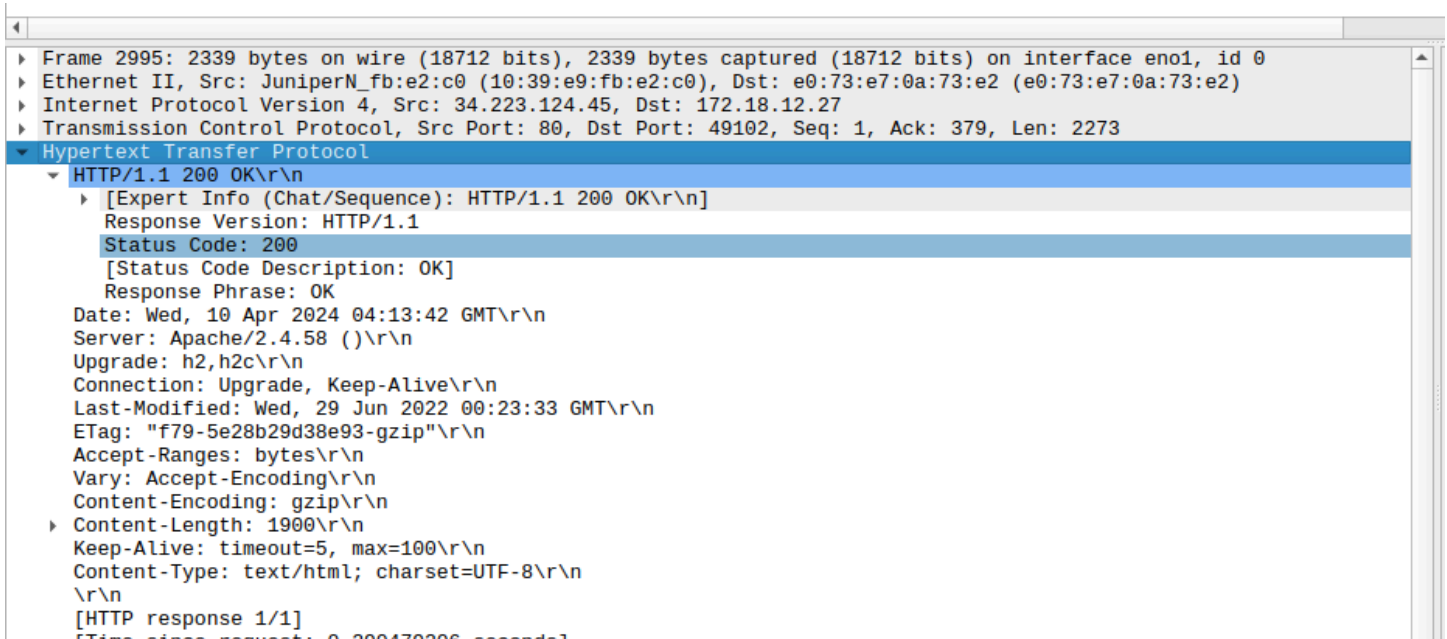 Frame 2995: 2339 bytes on wire (18712 bits), 2339 bytes captured (18712 bits) on interface eno1, id 0
Ethernet II, Src: JuniperN_fb:e2:c0 (10:39:e9:fb:e2:c0), Dst: e0:73:e7:0a:73:e2 (e0:73:e7:0a:73:e2)
Internet Protocol Version 4, Src: 34.223.124.45, Dst: 172.18.12.27
Transmission Control Protocol, Src Port: 80, Dst Port: 49102, Seq: 1, Ack: 379, Len: 2273
Hypertext Transfer Protocol
HTTP/1.1 200 OK\r\n
[Expert Info (Chat/Sequence): HTTP/1.1 200 OK\r\n]
Response Version: HTTP/1.1
Status Code: 200
[Status Code Description: OK]
Response Phrase: OK
Date: Wed, 10 Apr 2024 04:13:42 GMT\r\n
Server: Apache/2.4.58 ()\r\n
Upgrade: h2,h2c\r\n
Connection: Upgrade, Keep-Alive\r\n
Last-Modified: Wed, 29 Jun 2022 00:23:33 GMT\r\n
ETag: "f79-5e28b29d38e93-gzip"\r\n
Accept-Ranges: bytes\r\n
Vary: Accept-Encoding\r\n
Content-Encoding: gzip\r\n
Content-Length: 1900\r\n
Keep-Alive: timeout=5, max=100\r\n
Content-Type: text/html; charset=UTF-8\r\n
\r\n
[HTTP response 1/1]
[Time since request: seconds]